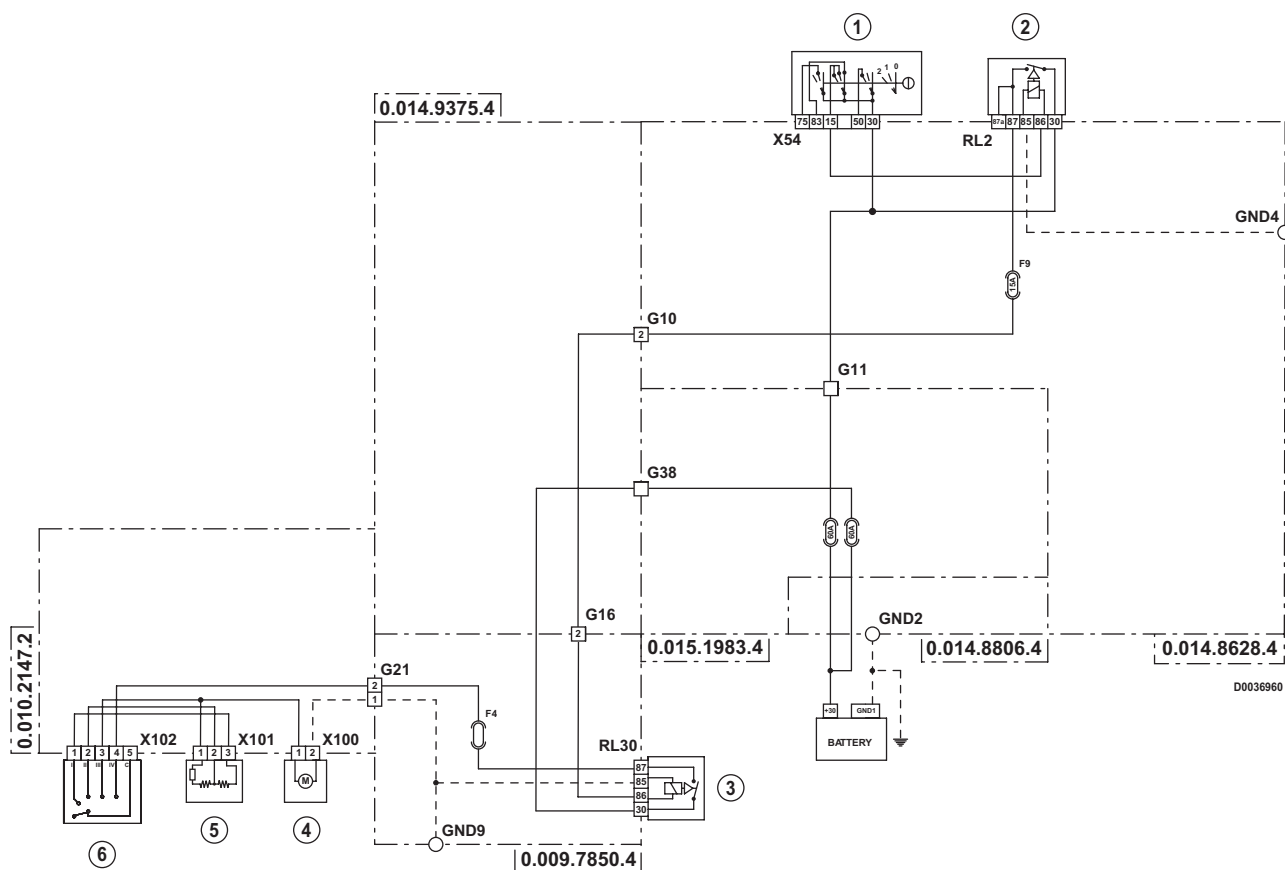 1
2
2 1 0
0.014.9375.4
75 83 15 50 30
87a 87 85 86 30
X54
RL2
GND4
F9
15A
G10
2
G11
G38
60A 60A
G16
2
GND2
0.015.1983.4
0.014.8806.4
0.014.8628.4
0.010.2147.2
G21
2
1
D0036960
F4
+30 GND1
BATTERY
X102
X101
X100
RL30
1 2 3 4 5
1 2 3
1 2
I II III IV C
M
87
85
86
30
3
6
5
4
GND9
0.009.7850.4